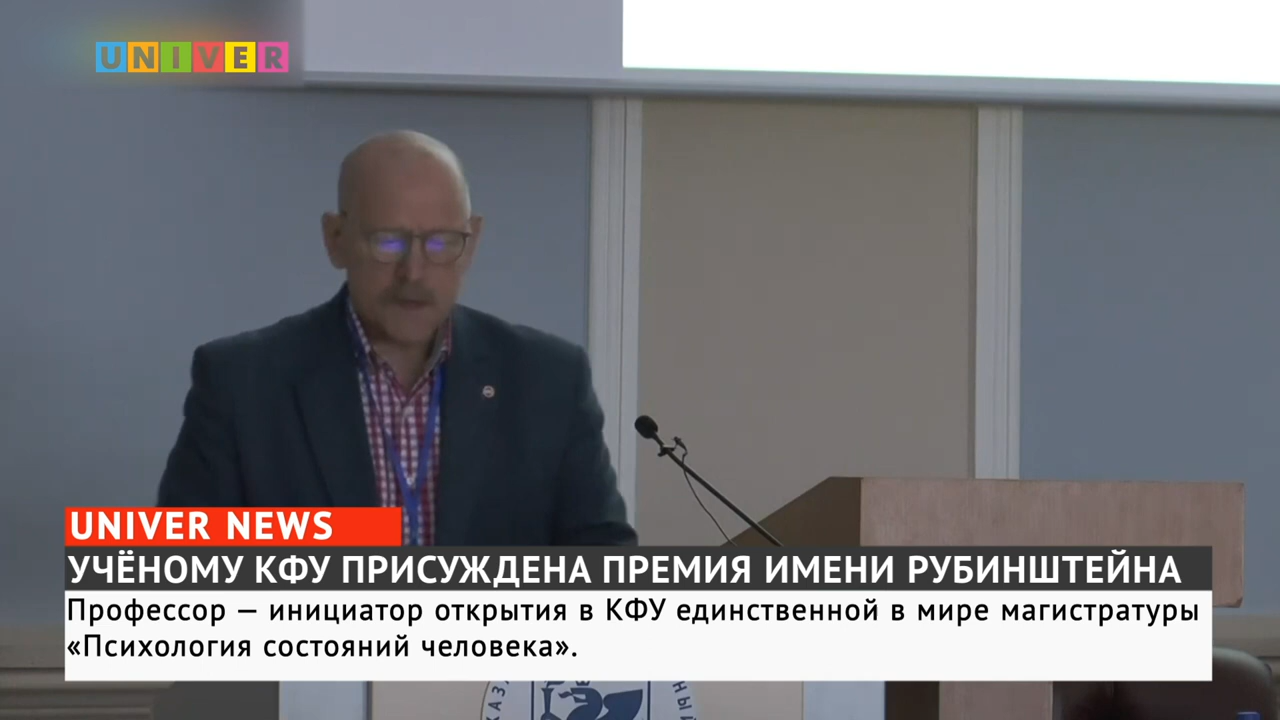 UNIVER
UNIVER NEWS
УЧЁНОМУ КФУ ПРИСУЖДЕНА ПРЕМИЯ ИМЕНИ РУБИНШТЕЙНА
Профессор — инициатор открытия в КФУ единственной в мире магистратуры
«Психология состояний человека».